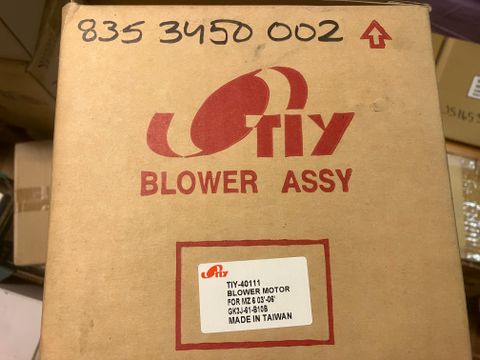 835 3450 002
TIY
BLOWER ASSY
TIY
TIY-40111
BLOWER MOTOR
FOR MZ 6 03'-06'
GK3J-61-B10B
MADE IN TAIWAN